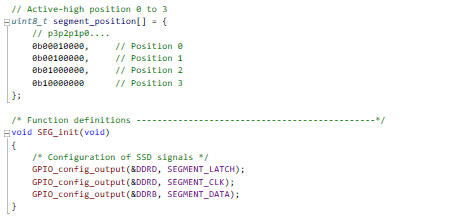 // Active-high position 0 to 3
uint8_t segment_position[] = {
// p3p2p1p0....
0b00010000, // Position 0
0b00100000, // Position 1
0b01000000, // Position 2
0b10000000 // Position 3
};
/* Function definitions ----------------------------------------------*/
void SEG_init(void)
{
/* Configuration of SSD signals */
GPIO_config_output(&DDRD, SEGMENT_LATCH);
GPIO_config_output(&DDRD, SEGMENT_CLK);
GPIO_config_output(&DDRB, SEGMENT_DATA);
}